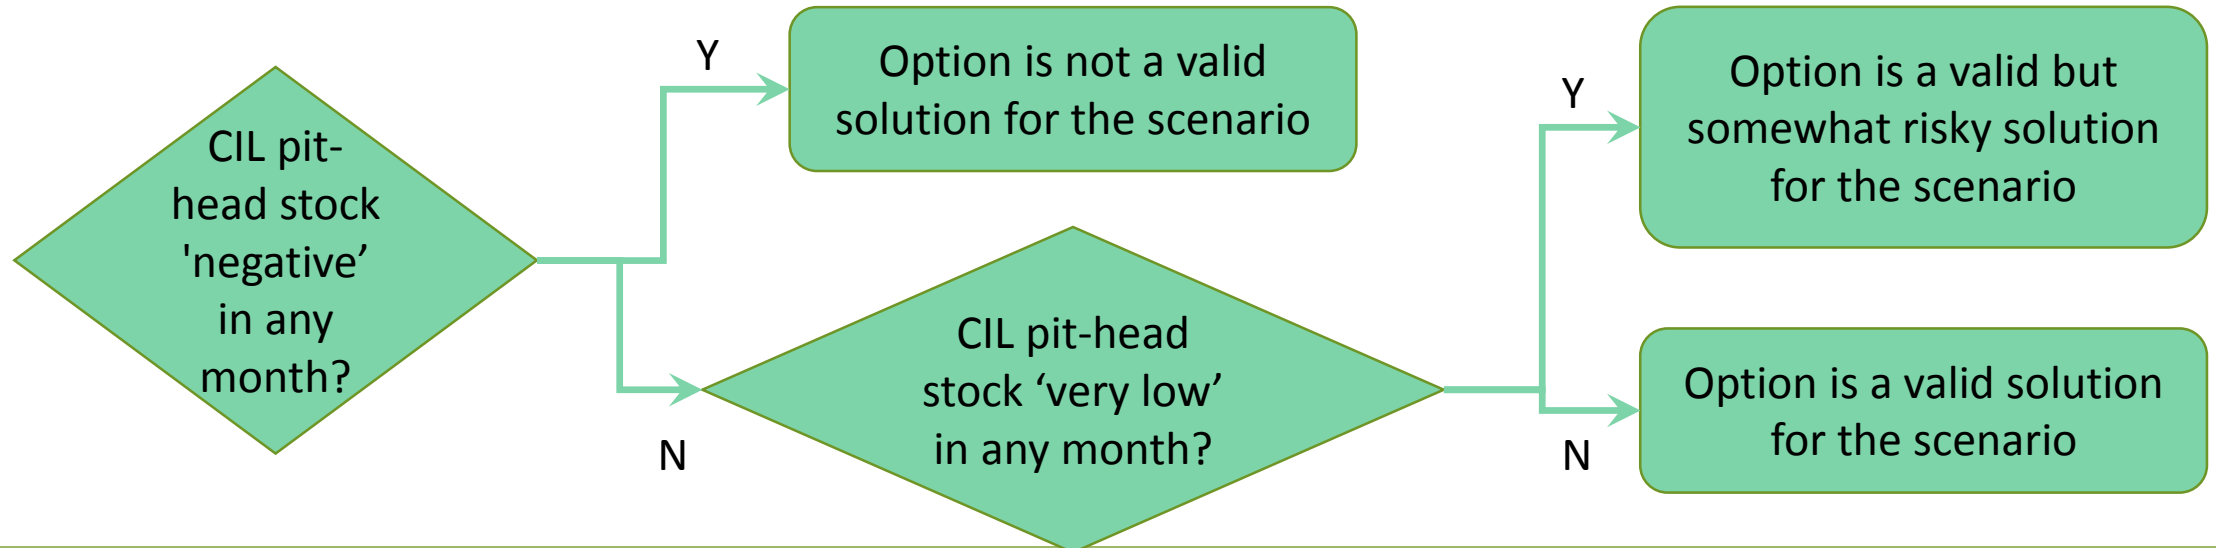 CIL pit-
head stock
'negative’
in any
month?
Y
Option is not a valid
solution for the scenario
N
CIL pit-head
stock ‘very low’
in any month?
Y
Option is a valid but
somewhat risky solution
for the scenario
N
Option is a valid solution
for the scenario